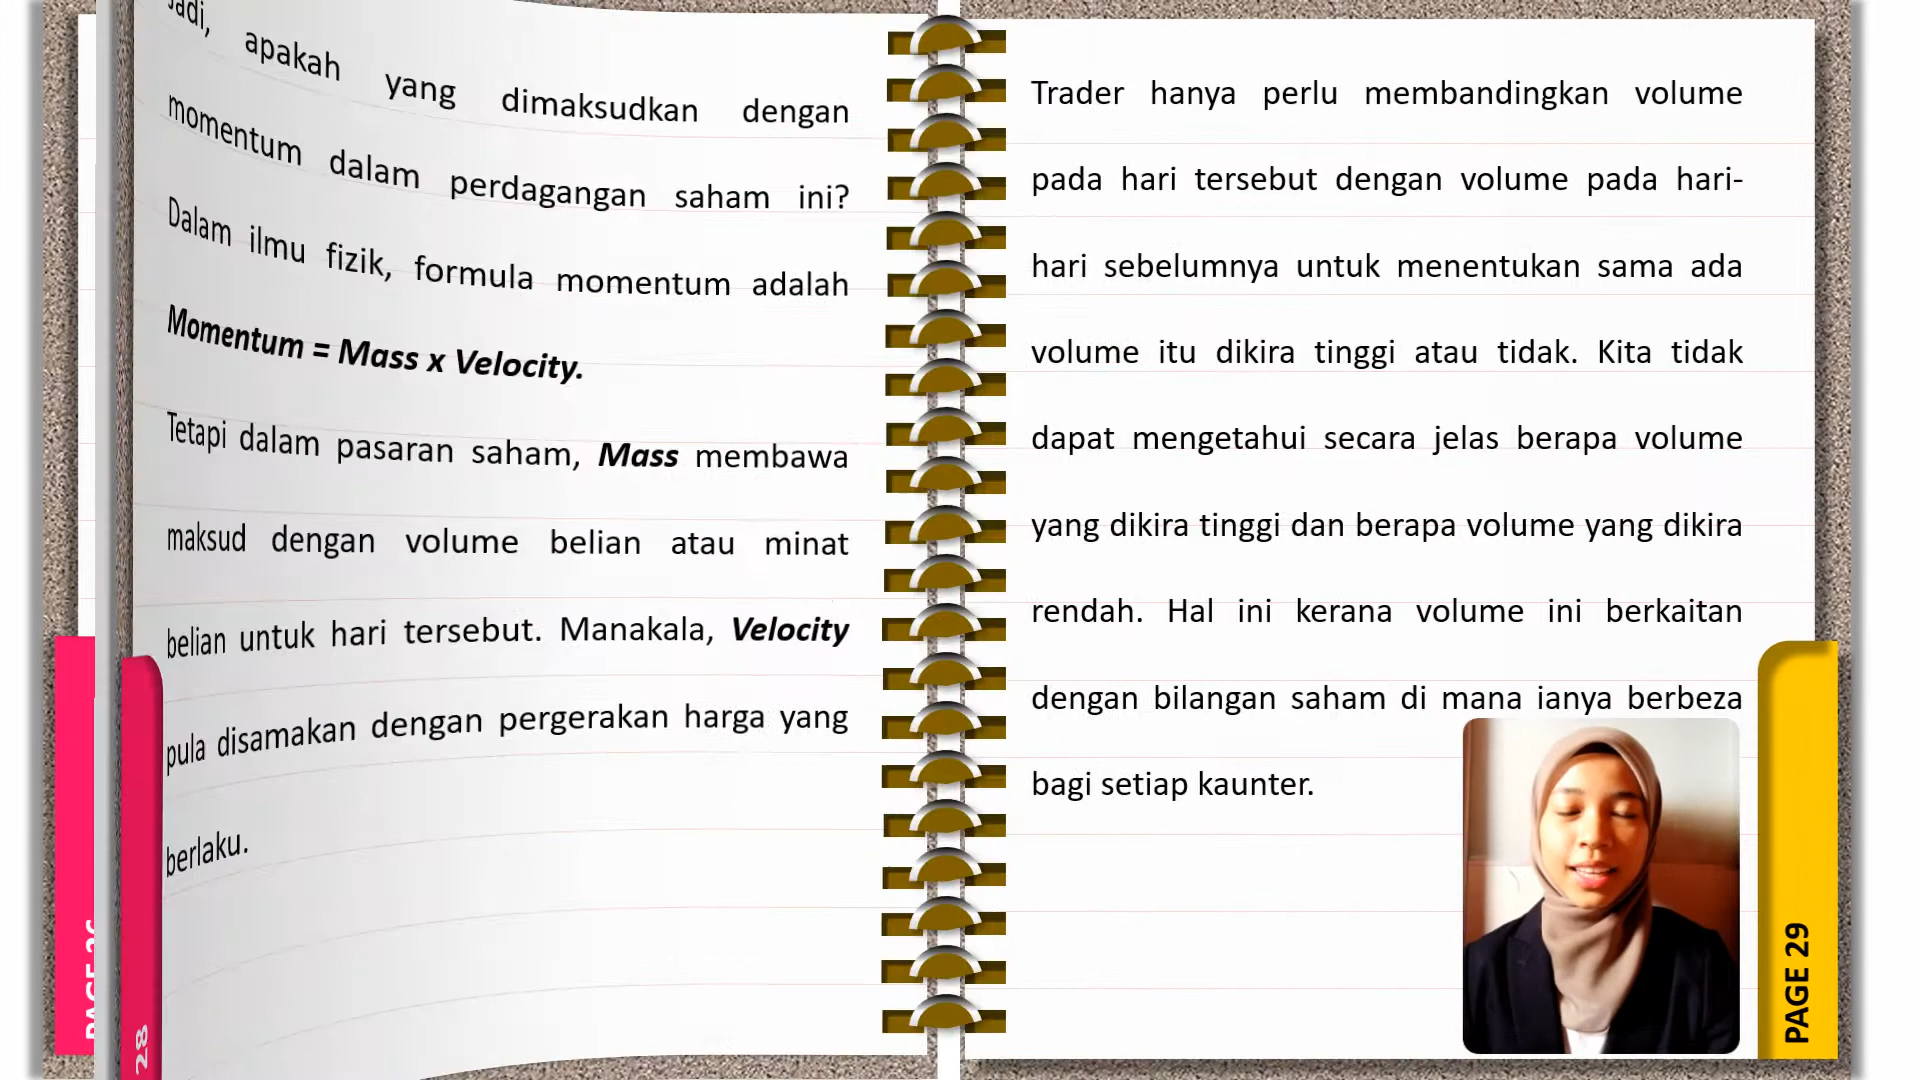 Jadi, apakah yang dimaksudkan dengan
momentum dalam perdagangan saham ini?
Dalam ilmu fizik, formula momentum adalah
Momentum = Mass x Velocity.
Tetapi dalam pasaran saham, Mass membawa
maksud dengan volume belian atau minat
belian untuk hari tersebut. Manakala, Velocity
pula disamakan dengan pergerakan harga yang
berlaku.
28
Trader hanya perlu membandingkan volume
pada hari tersebut dengan volume pada hari-
hari sebelumnya untuk menentukan sama ada
volume itu dikira tinggi atau tidak. Kita tidak
dapat mengetahui secara jelas berapa volume
yang dikira tinggi dan berapa volume yang dikira
rendah. Hal ini kerana volume ini berkaitan
dengan bilangan saham di mana ianya berbeza
bagi setiap kaunter.
PAGE 29